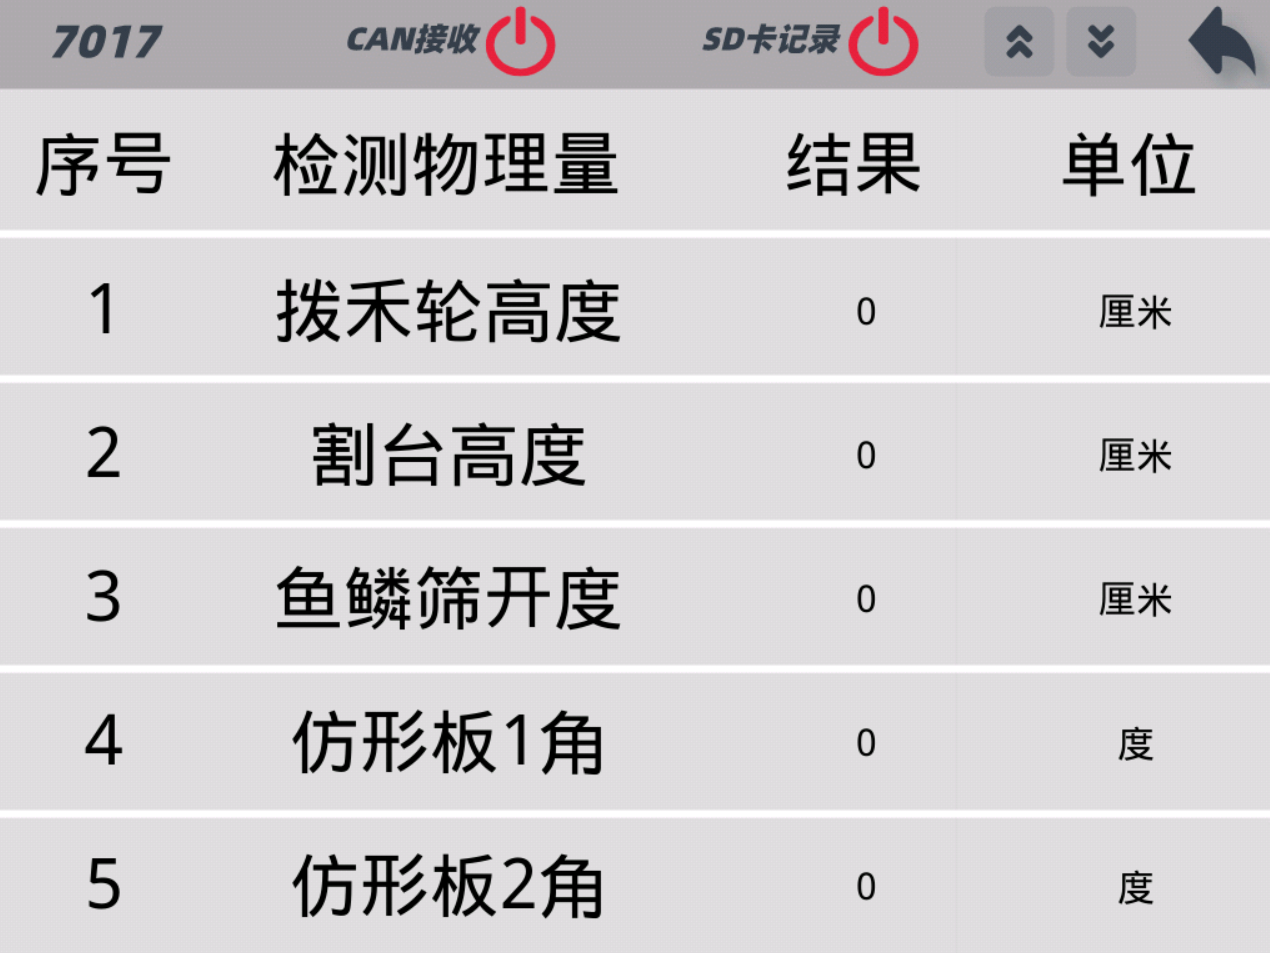 7017 CAN接收 SD卡记录
序号 检测物理量 结果 单位
1 拨禾轮高度 0 厘米
2 割台高度 0 厘米
3 鱼鳞筛开度 0 厘米
4 仿形板1角 0 度
5 仿形板2角 0 度